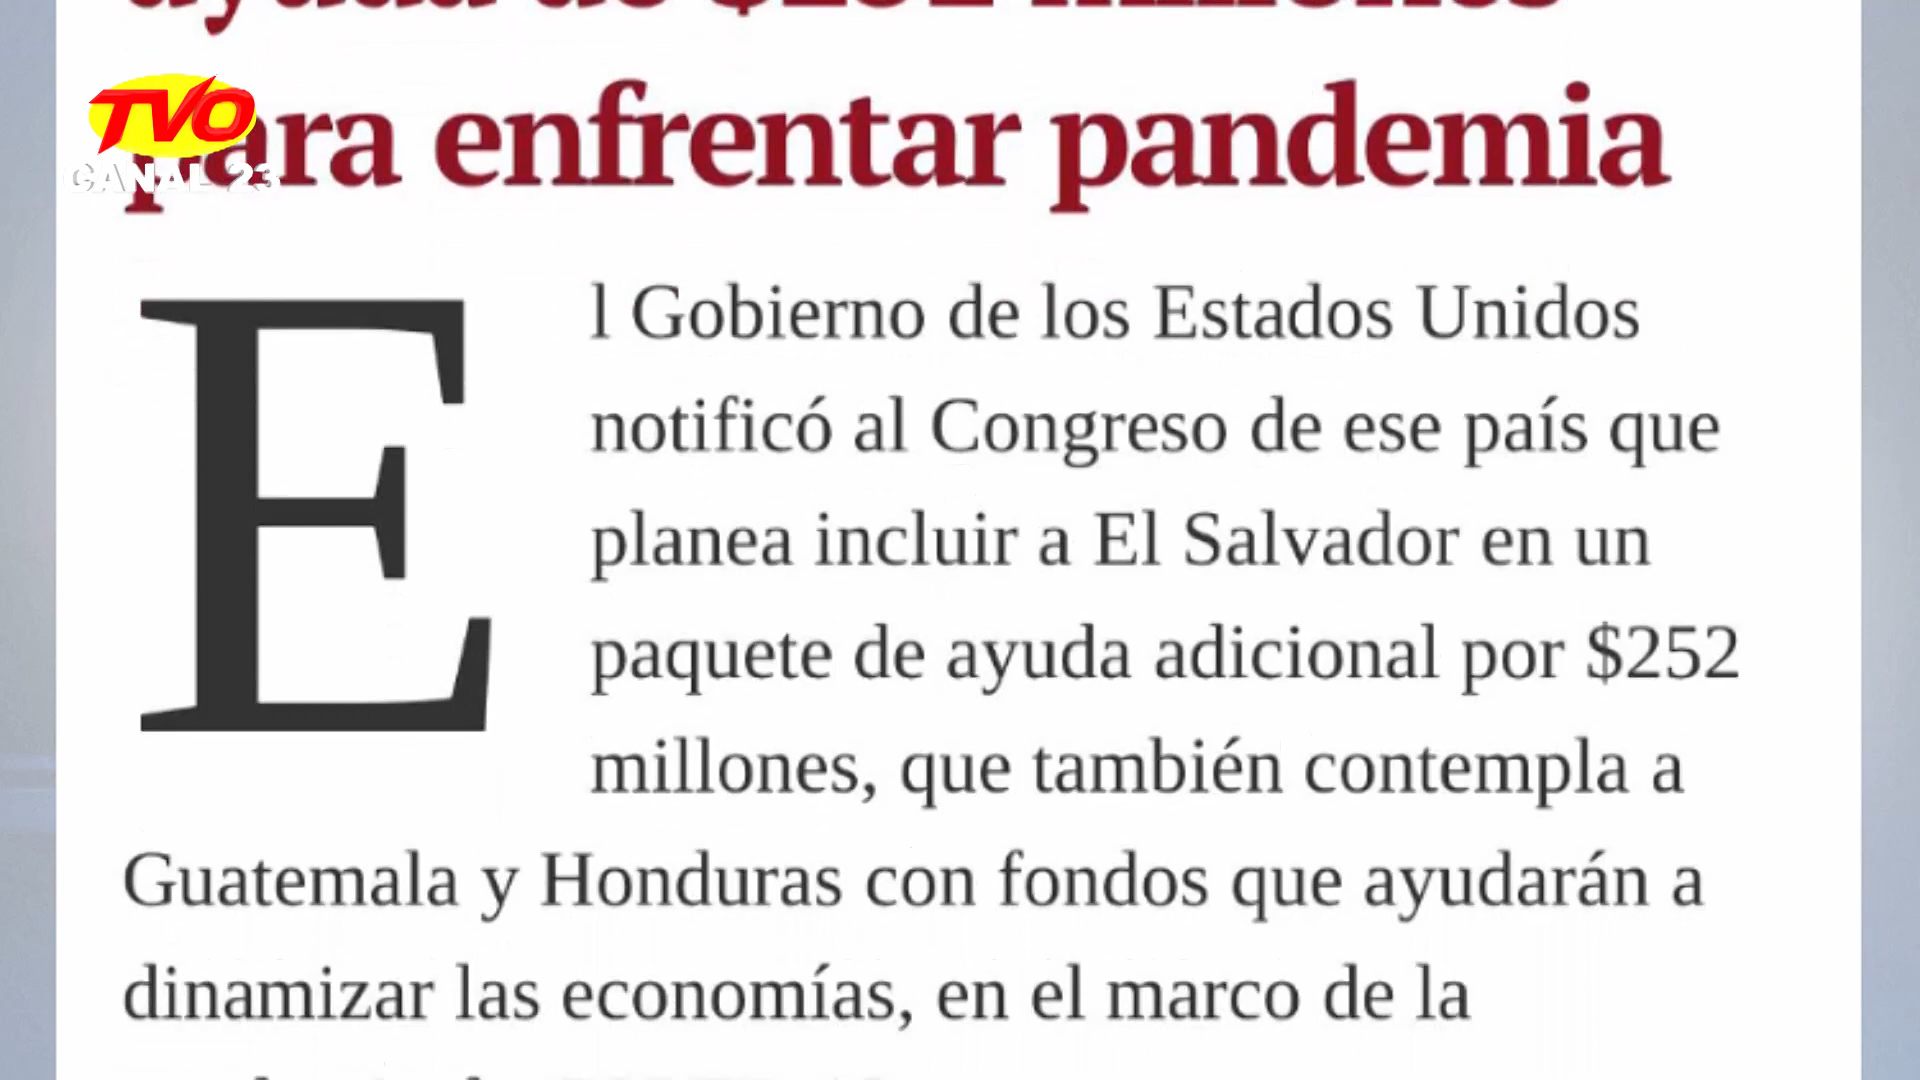 TVO
CANAL 23
para enfrentar pandemia
El Gobierno de los Estados Unidos
notificó al Congreso de ese país que
planea incluir a El Salvador en un
paquete de ayuda adicional por $252
millones, que también contempla a
Guatemala y Honduras con fondos que ayudarán a
dinamizar las economías, en el marco de la